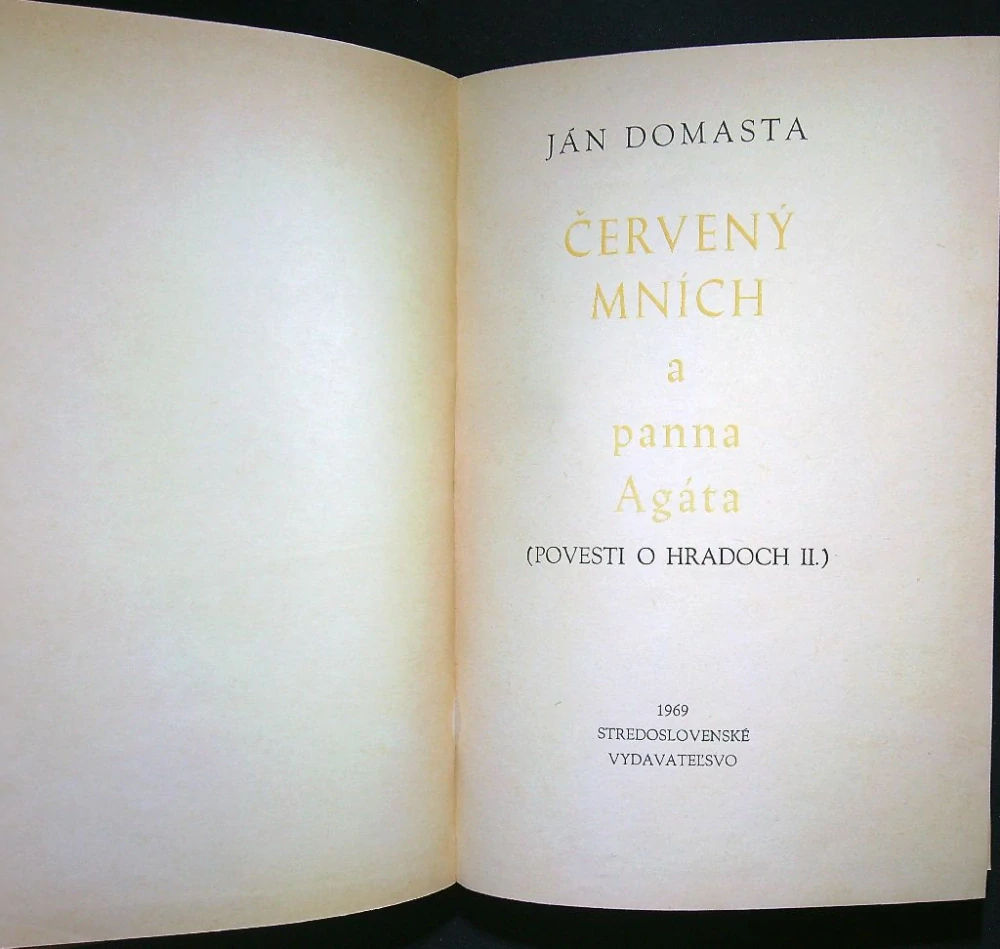 JÁN DOMASTA
ČERVENÝ
MNÍCH
a
panna
Agáta
(POVESTI O HRADOCH II.)
1969
STREDOSLOVENSKÉ
VYDAVATEĽSVO